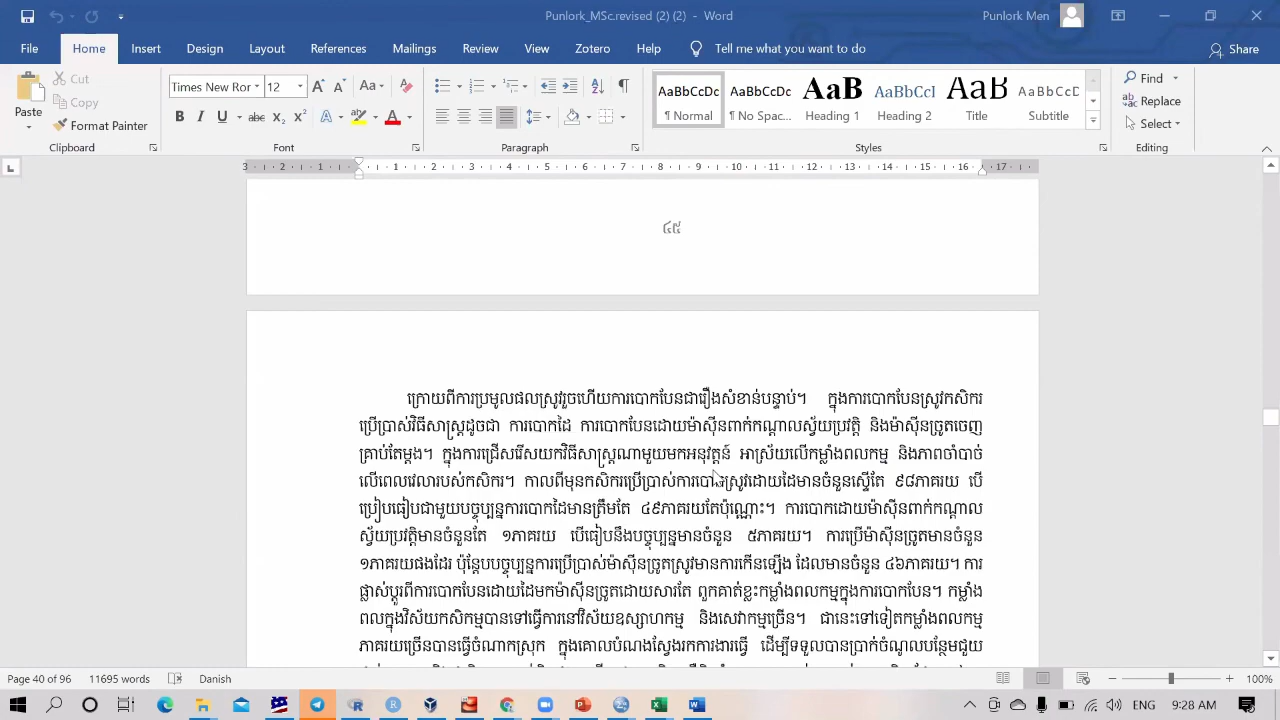 Punlork_MSc.revised (2) (2) - Word
Punlork Men
File Home Insert Design Layout References Mailings Review View Zotero Help Tell me what you want to do Share
Cut
Copy
Format Painter
Paste
Clipboard
Times New Ror 12
Font
Paragraph
AaBbCcDc AaBbCcDc AaB AaBbCcI AaB AaBbCcD
¶ Normal ¶ No Spac... Heading 1 Heading 2 Title Subtitle
Styles
Find
Replace
Select
Editing
3 2 1 1 2 3 4 5 6 7 8 9 10 11 12 13 14 15 16 17
៤៥
ក្រោយពីការប្រមូលផលស្រូវរួចហើយការបោកបែនជារឿងសំខាន់បន្ទាប់។ ក្នុងការបោកបែនស្រូវកសិករ
ប្រើប្រាស់វិធីសាស្ត្រដូចជា ការបោកដៃ ការបោកបែនដោយម៉ាស៊ីនពាក់កណ្តាលស្វ័យប្រវត្តិ និងម៉ាស៊ីនច្រូតចេញ
គ្រាប់តែម្តង។ ក្នុងការជ្រើសរើសយកវិធីសាស្ត្រណាមួយមកអនុវត្តន៍ អាស្រ័យលើកម្លាំងពលកម្ម និងភាពចាំបាច់
លើពេលវេលារបស់កសិករ។ កាលពីមុនកសិករប្រើប្រាស់ការបោកស្រូវដោយដៃមានចំនួនស្ទើតែ ៩៨ភាគរយ បើ
ប្រៀបធៀបជាមួយបច្ចុប្បន្នការបោកដៃមានត្រឹមតែ ៤៩ភាគរយតែប៉ុណ្ណោះ។ ការបោកដោយម៉ាស៊ីនពាក់កណ្តាល
ស្វ័យប្រវត្តិមានចំនួនតែ ១ភាគរយ បើធៀបនឹងបច្ចុប្បន្នមានចំនួន ៥ភាគរយ។ ការប្រើម៉ាស៊ីនច្រូតមានចំនួន
១ភាគរយផងដែរ ប៉ុន្តែបបច្ចុប្បន្នការប្រើប្រាស់ម៉ាស៊ីនច្រូតស្រូវមានការកើនឡើង ដែលមានចំនួន ៤៦ភាគរយ។ ការ
ផ្លាស់ប្តូរពីការបោកបែនដោយដៃមកម៉ាស៊ីនច្រូតដោយសារតែ ពួកគាត់ខ្វះកម្លាំងពលកម្មក្នុងការបោកបែន។ កម្លាំង
ពលក្នុងវិស័យកសិកម្មបានទៅធ្វើការនៅវិស័យឧស្សាហកម្ម និងសេវាកម្មច្រើន។ ជានេះទៅទៀតកម្លាំងពលកម្ម
ភាគរយច្រើនបានធ្វើចំណាកស្រុក ក្នុងគោលបំណងស្វែងរកការងារធ្វើ ដើម្បីទទួលបានប្រាក់ចំណូលបន្ថែមជួយ
Page 40 of 96 11695 words Danish 100%
9:28 AM